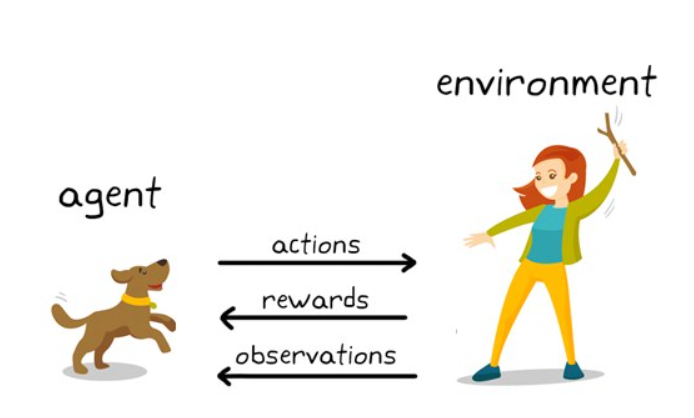 environment
agent
actions
rewards
observations